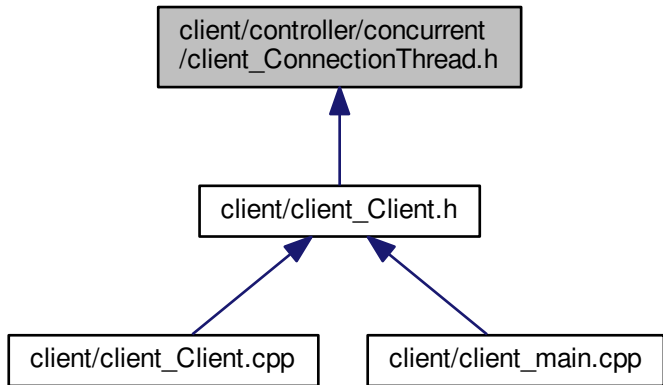 client/controller/concurrent
/client_ConnectionThread.h
client/client_Client.h
client/client_Client.cpp
client/client_main.cpp